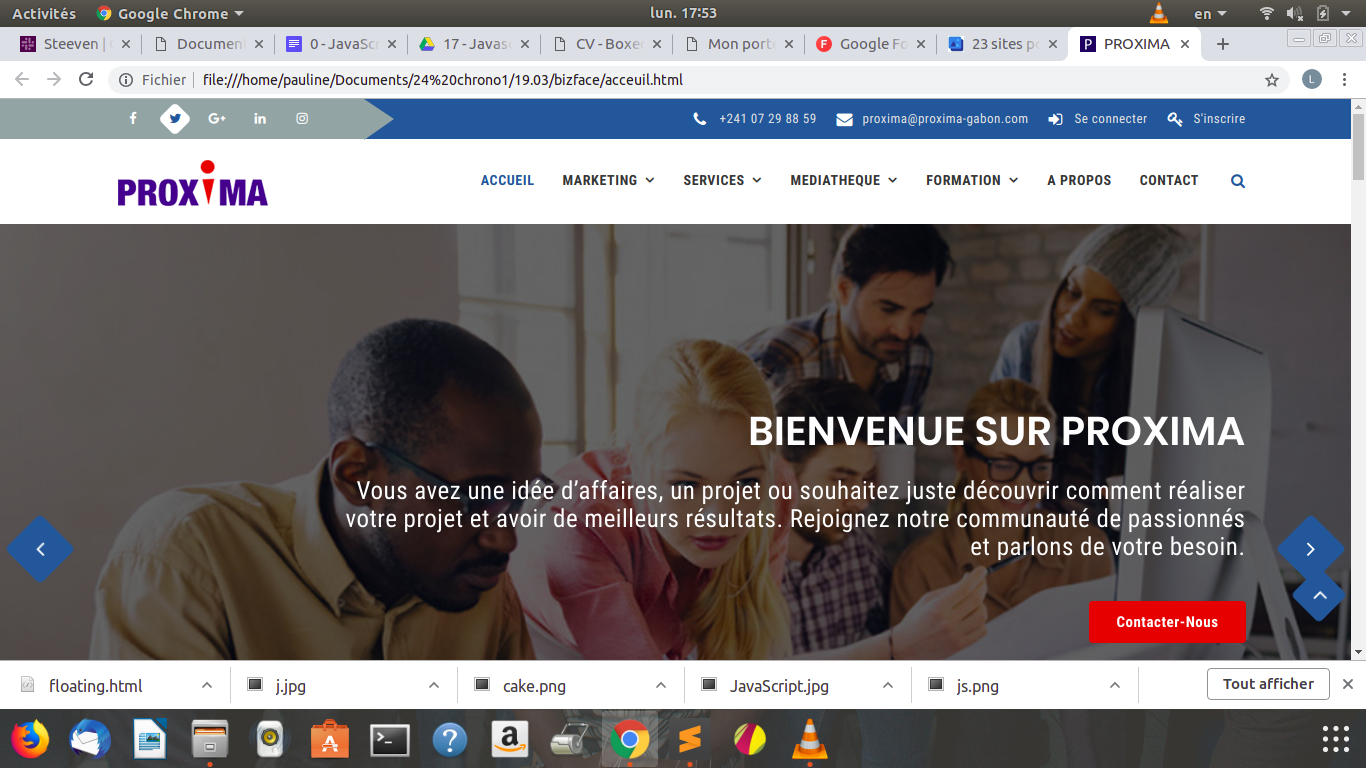 Activités Google Chrome lun. 17:53 en
Steeven | Documen 0 - JavaScr 17 - Javas CV - Boxe Mon port Google Fo 23 sites po PROXIMA
Fichier file:///home/pauline/Documents/24%20chrono1/19.03/bizface/acceuil.html L
+241 07 29 88 59 proxima@proxima-gabon.com Se connecter S'inscrire
PROXIMA ACCUEIL MARKETING SERVICES MEDIATHEQUE FORMATION A PROPOS CONTACT
BIENVENUE SUR PROXIMA
Vous avez une idée d’affaires, un projet ou souhaitez juste découvrir comment réaliser
votre projet et avoir de meilleurs résultats. Rejoignez notre communauté de passionnés
et parlons de votre besoin.
Contacter-Nous
floating.html j.jpg cake.png JavaScript.jpg js.png Tout afficher